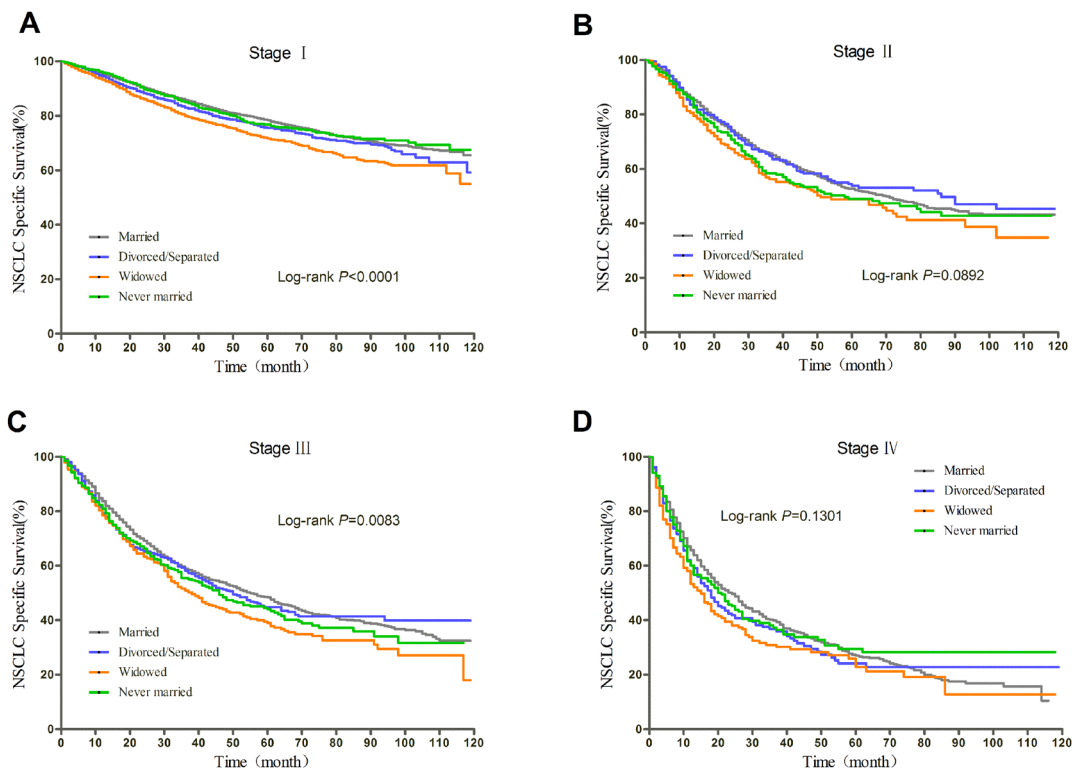 A
Stage Ⅰ
NSCLC Specific Survival(%)
100
80
60
40
20
0
Married
Divorced/Separated
Widowed
Never married
Log-rank P<0.0001
0 10 20 30 40 50 60 70 80 90 100 110 120
Time（month）
B
Stage Ⅱ
NSCLC Specific Survival(%)
100
80
60
40
20
0
Married
Divorced/Separated
Widowed
Never married
Log-rank P=0.0892
0 10 20 30 40 50 60 70 80 90 100 110 120
Time（month）
C
Stage Ⅲ
NSCLC Specific Survival(%)
100
80
60
40
20
0
Log-rank P=0.0083
Married
Divorced/Separated
Widowed
Never married
0 10 20 30 40 50 60 70 80 90 100 110 120
Time（month）
D
Stage Ⅳ
NSCLC Specific Survival(%)
100
80
60
40
20
0
Married
Divorced/Separated
Widowed
Never married
Log-rank P=0.1301
0 10 20 30 40 50 60 70 80 90 100 110 120
Time（month）